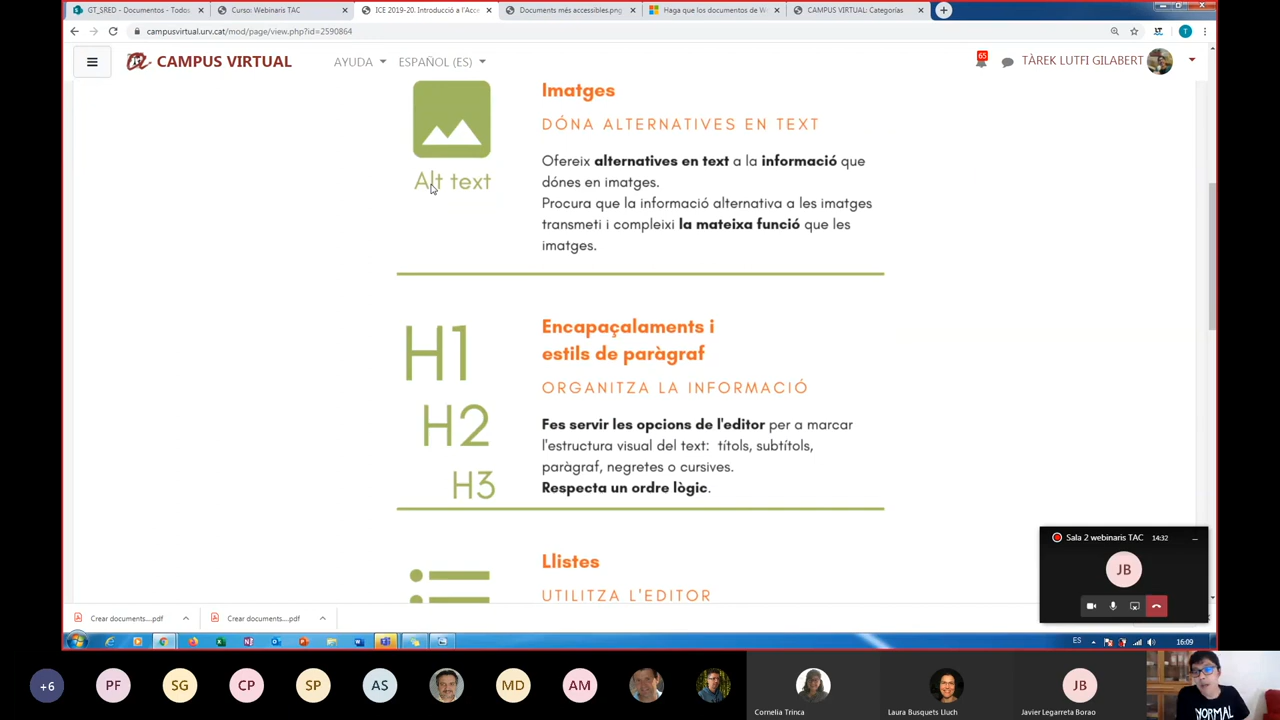 GT_SRED - Documentos - Todos
Curso: Webinaris TAC
ICE 2019-20. Introducció a l'Acce
Documents més accessibles.png
Haga que los documentos de W
CAMPUS VIRTUAL: Categorías
campusvirtual.urv.cat/mod/page/view.php?id=2590864
CAMPUS VIRTUAL
AYUDA
ESPAÑOL (ES)
65
TÀREK LUTFI GILABERT
Alt text
Imatges
DÓNA ALTERNATIVES EN TEXT
Ofereix alternatives en text a la informació que
dónes en imatges.
Procura que la informació alternativa a les imatges
transmeti i compleixi la mateixa funció que les
imatges.
H1
H2
H3
Encapaçalaments i
estils de paràgraf
ORGANITZA LA INFORMACIÓ
Fes servir les opcions de l'editor per a marcar
l'estructura visual del text: títols, subtítols,
paràgraf, negretes o cursives.
Respecta un ordre lògic.
Llistes
UTILITZA L'EDITOR
Sala 2 webinaris TAC 14:32
JB
Crear documents....pdf
Crear documents....pdf
ES
16:09
+6
PF
SG
CP
SP
AS
MD
AM
JB
Cornelia Trinca
Laura Busquets Lluch
Javier Legarreta Borao
NORMAL